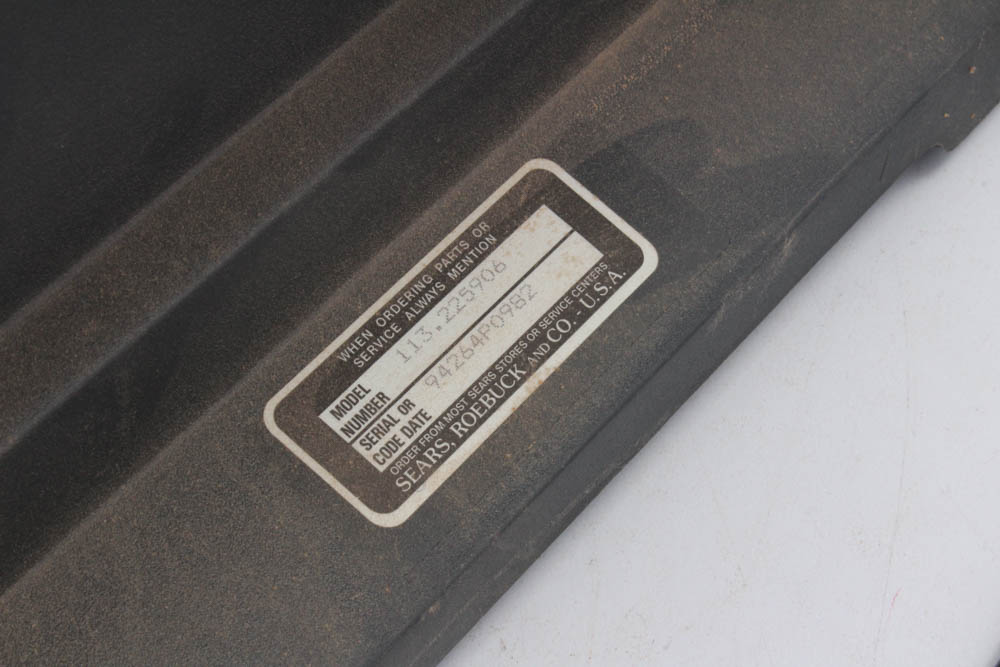 WHEN ORDERING PARTS OR
SERVICE ALWAYS MENTION
MODEL
NUMBER 113.225906
SERIAL OR
CODE DATE 94264P0982
ORDER FROM MOST SEARS STORES OR SERVICE CENTERS
SEARS, ROEBUCK AND CO. - U.S.A.